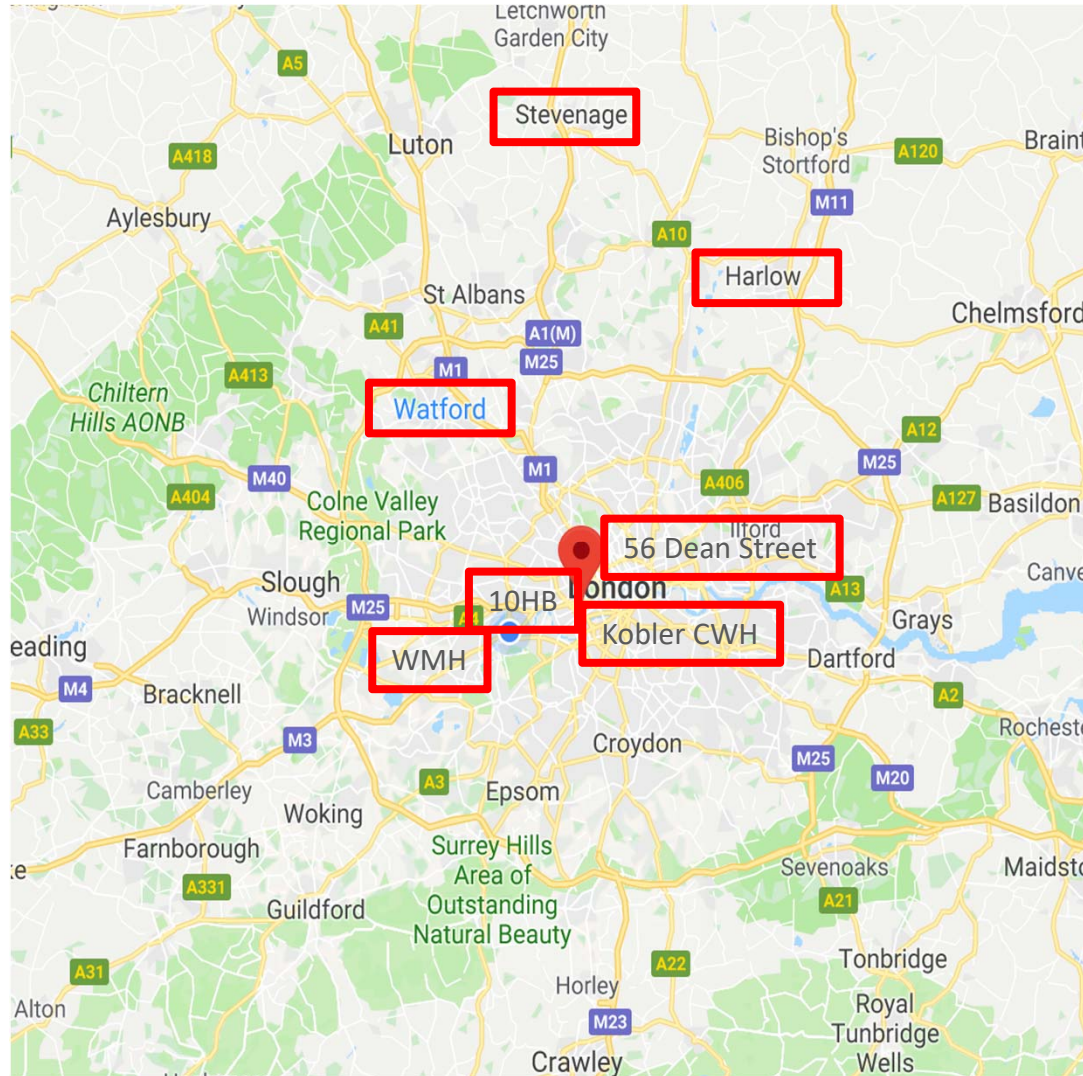 Letchworth
Garden City
A5
Stevenage
Luton
Bishop's
Stortford
A120
Braint
A418
M11
Aylesbury
A10
Harlow
St Albans
Chelmsford
A41
A1(M)
M25
M1
A413
Chiltern
Hills AONB
Watford
A12
M25
M1
M40
A406
A404
Colne Valley
Regional Park
A127
Basildon
Ilford
56 Dean Street
Slough
London
Canve
A13
10HB
Windsor
M25
Grays
Kobler CWH
eading
WMH
Dartford
M4
Bracknell
A2
A33
Rocheste
M3
Croydon
M25
M20
A3
Camberley
Epsom
Woking
Farnborough
Surrey Hills
Area of
Outstanding
Natural Beauty
Sevenoaks
Maidsto
A331
A21
Guildford
A31
A22
Tonbridge
Horley
Alton
Royal
Tunbridge
Wells
M23
Crawley